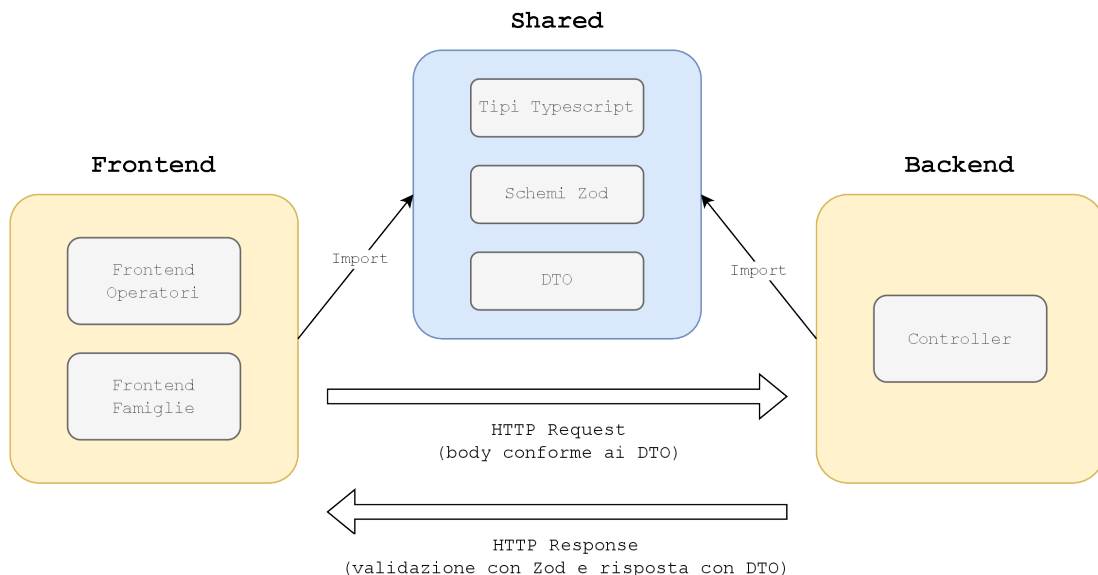 Shared
Tipi Typescript
Schemi Zod
DTO
Frontend
Frontend
Operatori
Frontend
Famiglie
Import
Import
Backend
Controller
HTTP Request
(body conforme ai DTO)
HTTP Response
(validazione con Zod e risposta con DTO)